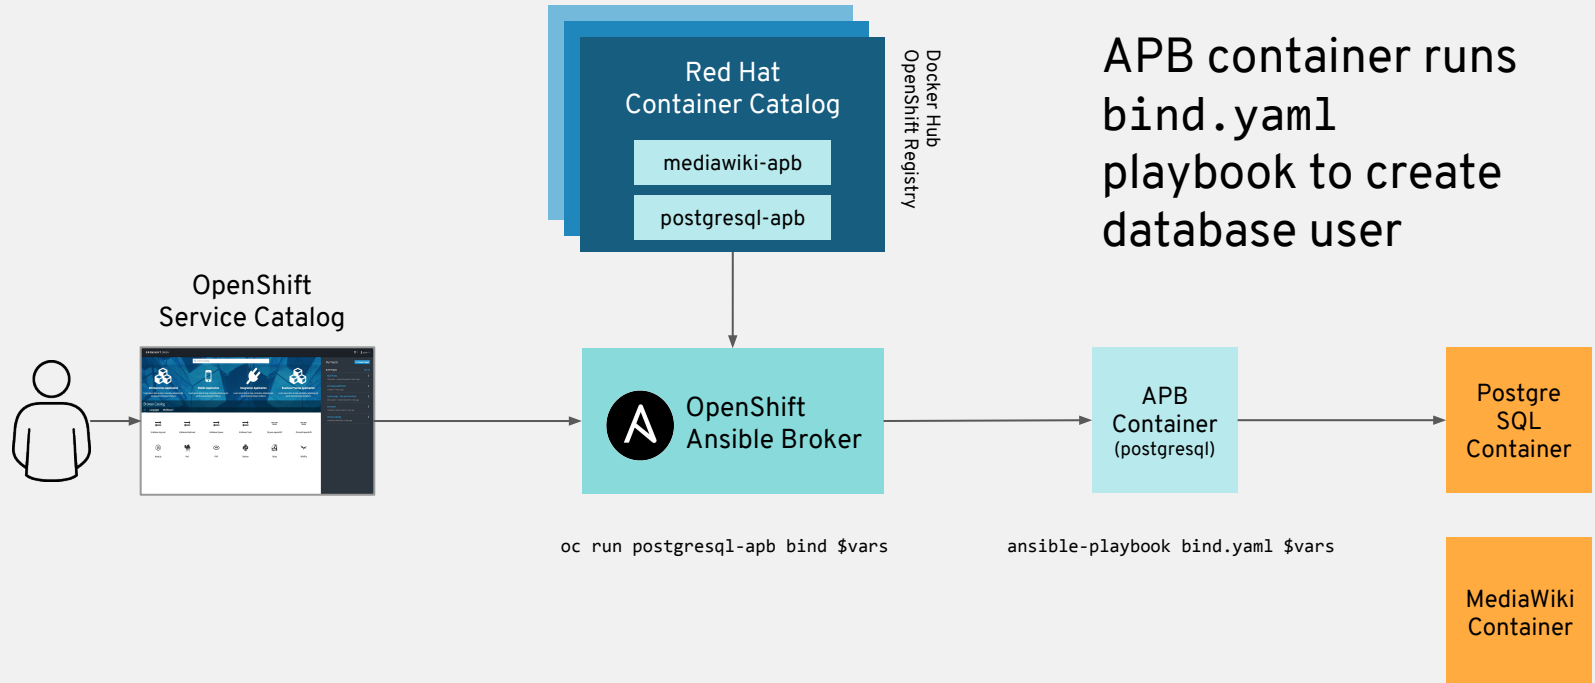 Red Hat
Container Catalog
mediawiki-apb
postgresql-apb
Docker Hub
OpenShift Registry
APB container runs
bind.yaml
playbook to create
database user
OpenShift
Service Catalog
OpenShift
Ansible Broker
APB
Container
(postgresql)
Postgre
SQL
Container
oc run postgresql-apb bind $vars
ansible-playbook bind.yaml $vars
MediaWiki
Container